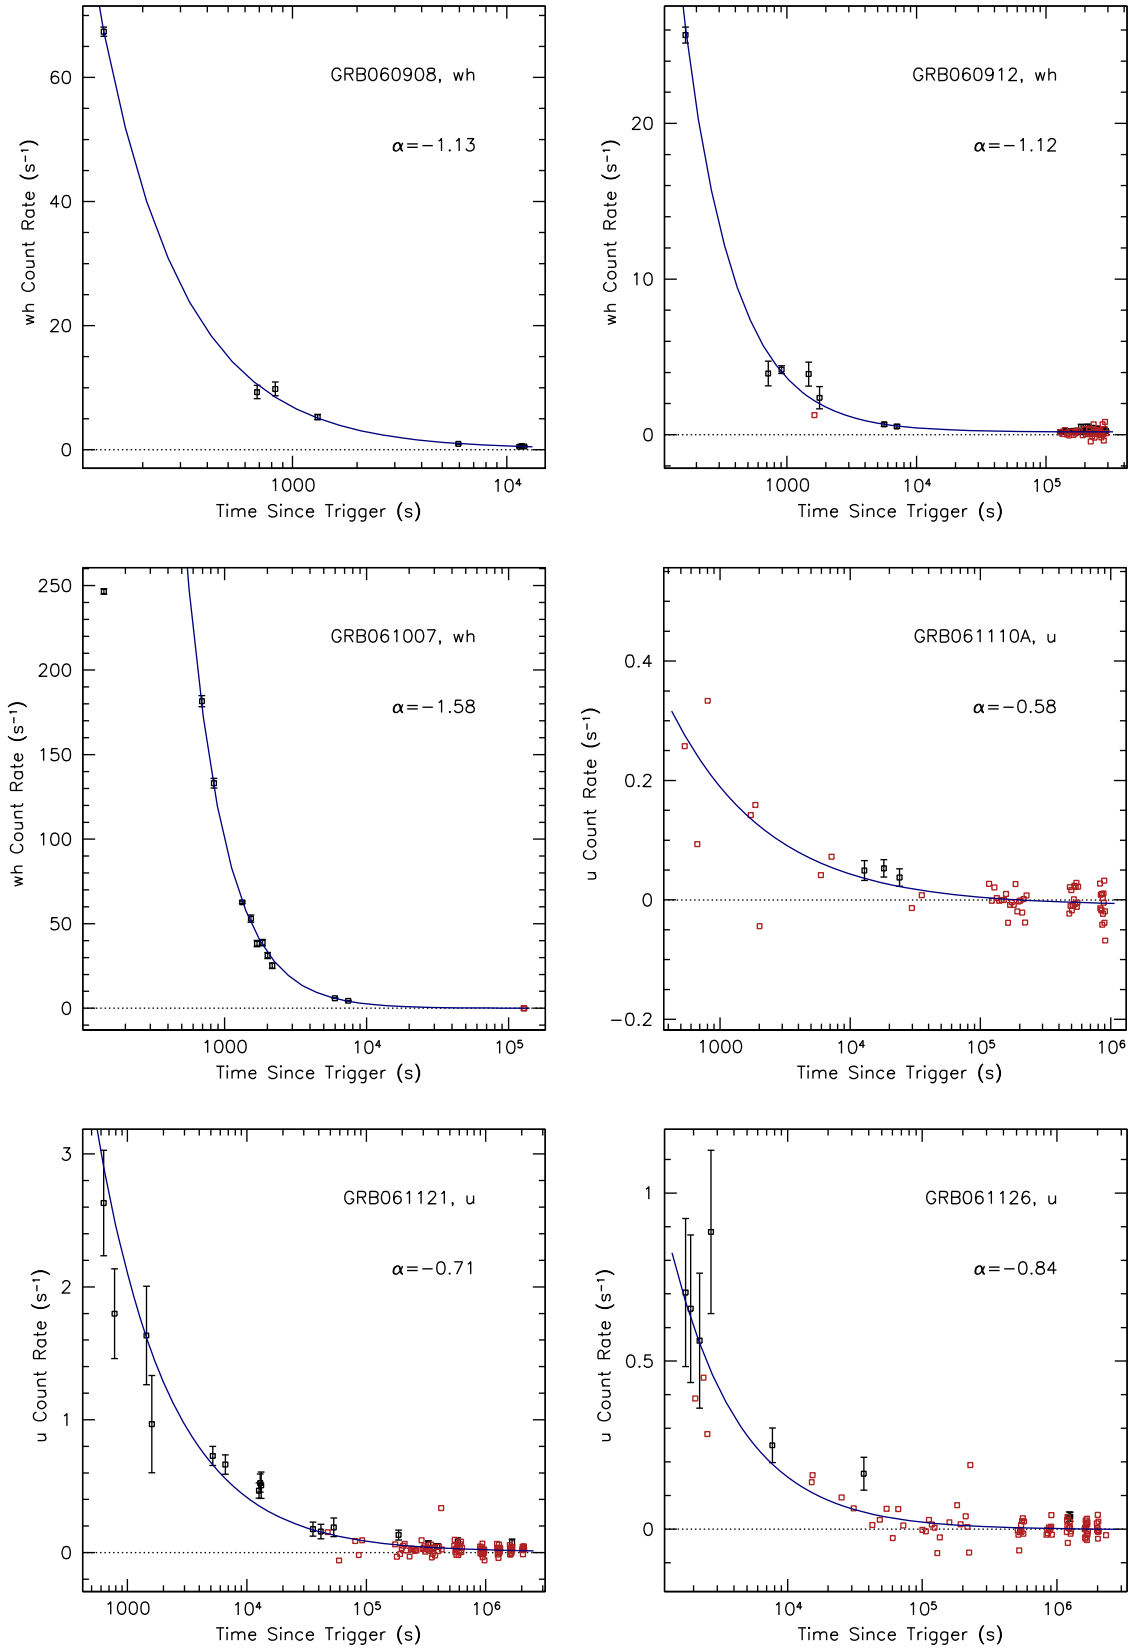 GRB060908, wh
α=−1.13
wh Count Rate (s⁻¹)
60
40
20
0
1000
10⁴
Time Since Trigger (s)
GRB060912, wh
α=−1.12
wh Count Rate (s⁻¹)
20
10
0
1000
10⁴
10⁵
Time Since Trigger (s)
GRB061007, wh
α=−1.58
wh Count Rate (s⁻¹)
250
200
150
100
50
0
1000
10⁴
10⁵
Time Since Trigger (s)
GRB061110A, u
α=−0.58
u Count Rate (s⁻¹)
0.4
0.2
0
−0.2
1000
10⁴
10⁵
10⁶
Time Since Trigger (s)
GRB061121, u
α=−0.71
u Count Rate (s⁻¹)
3
2
1
0
1000
10⁴
10⁵
10⁶
Time Since Trigger (s)
GRB061126, u
α=−0.84
u Count Rate (s⁻¹)
1
0.5
0
10⁴
10⁵
10⁶
Time Since Trigger (s)